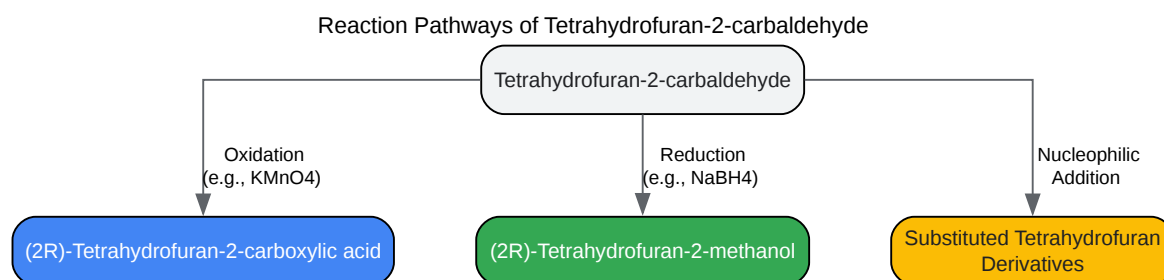 Reaction Pathways of Tetrahydrofuran-2-carbaldehyde
Tetrahydrofuran-2-carbaldehyde
Oxidation
(e.g., KMnO4)
Reduction
(e.g., NaBH4)
Nucleophilic
Addition
(2R)-Tetrahydrofuran-2-carboxylic acid
(2R)-Tetrahydrofuran-2-methanol
Substituted Tetrahydrofuran
Derivatives